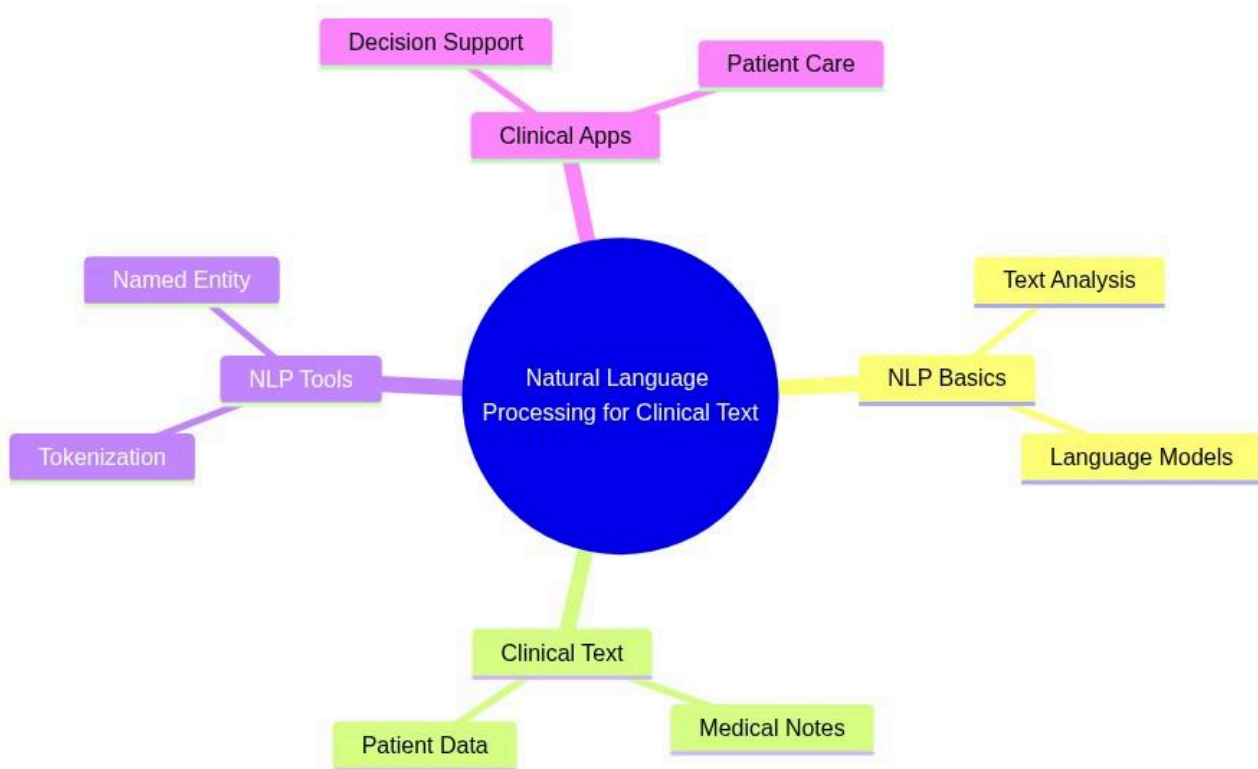 Decision Support
Patient Care
Clinical Apps
Named Entity
Text Analysis
NLP Tools
Natural Language
Processing for Clinical Text
NLP Basics
Tokenization
Language Models
Clinical Text
Medical Notes
Patient Data